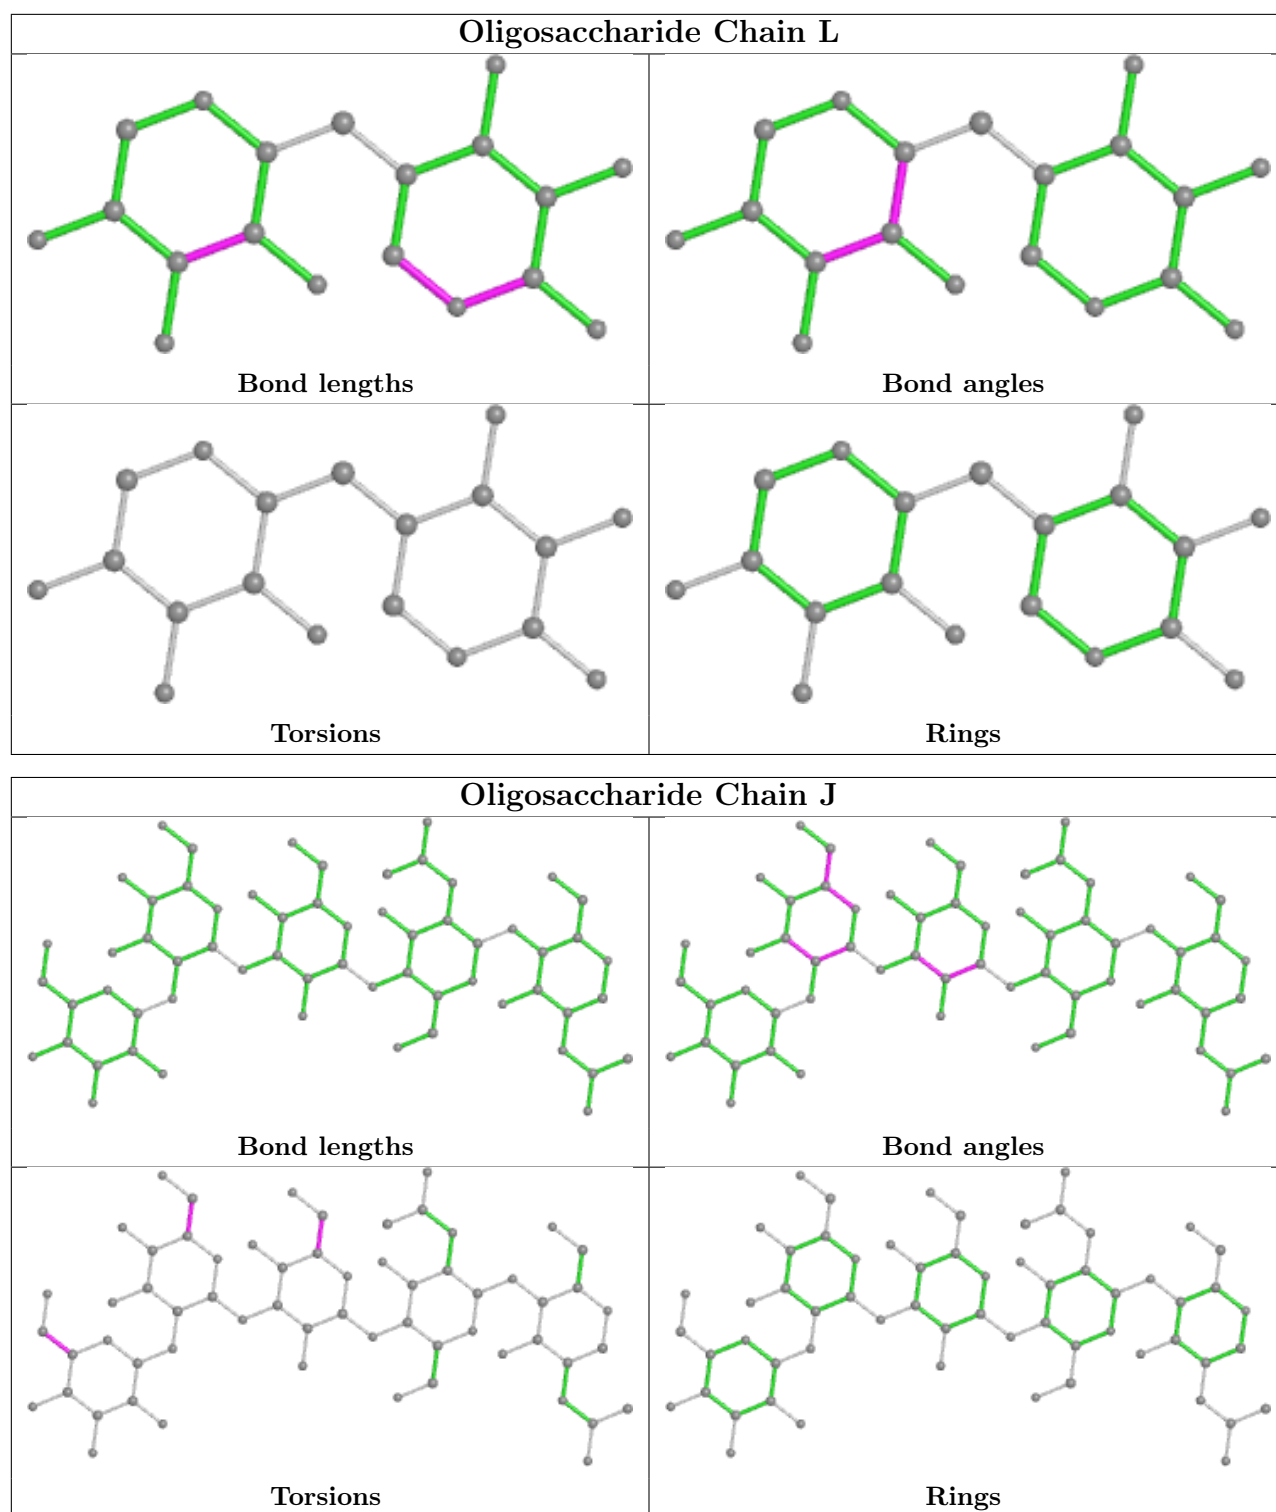 Oligosaccharide Chain L
Bond lengths
Bond angles
Torsions
Rings
Oligosaccharide Chain J
Bond lengths
Bond angles
Torsions
Rings